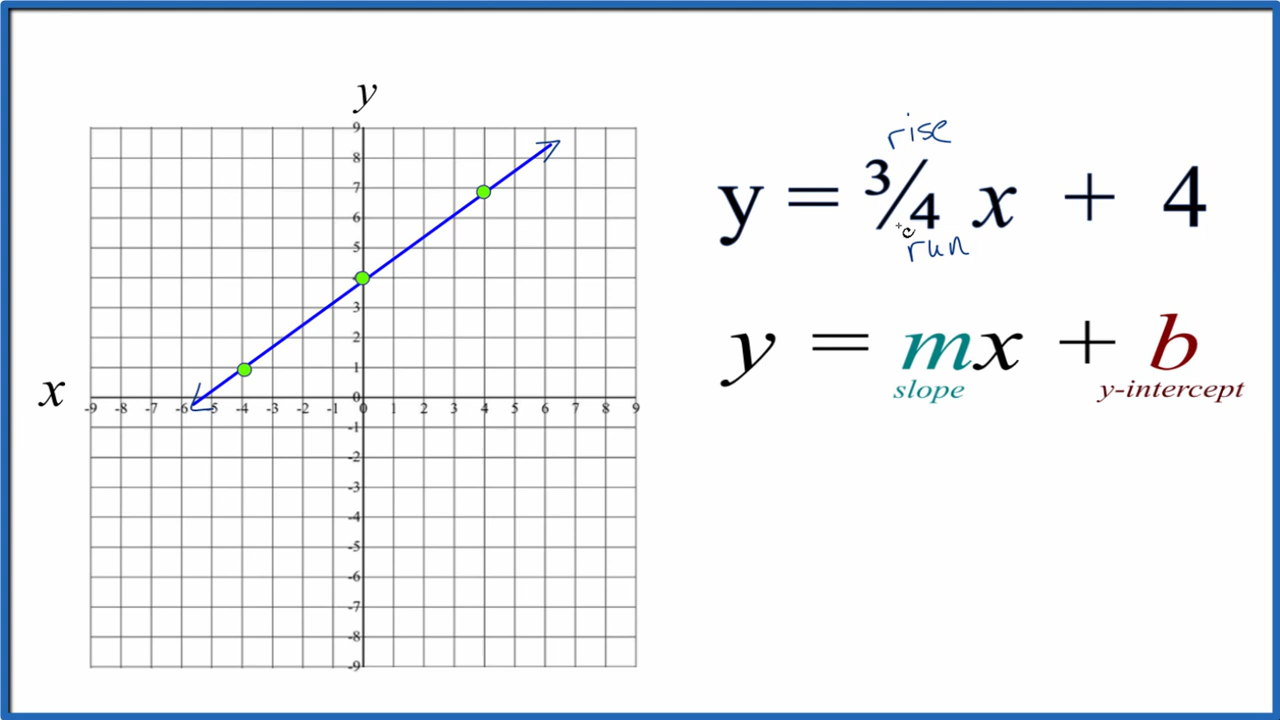 y
9
8
7
6
5
3
2
1
x
-9 -8 -7 -6 -5 -4 -3 -2 -1 0 1 2 3 4 5 6 7 8 9
0
-1
-2
-3
-4
-5
-6
-7
-8
-9
rise
y = ¾ x + 4
run
y = mx + b
slope y-intercept